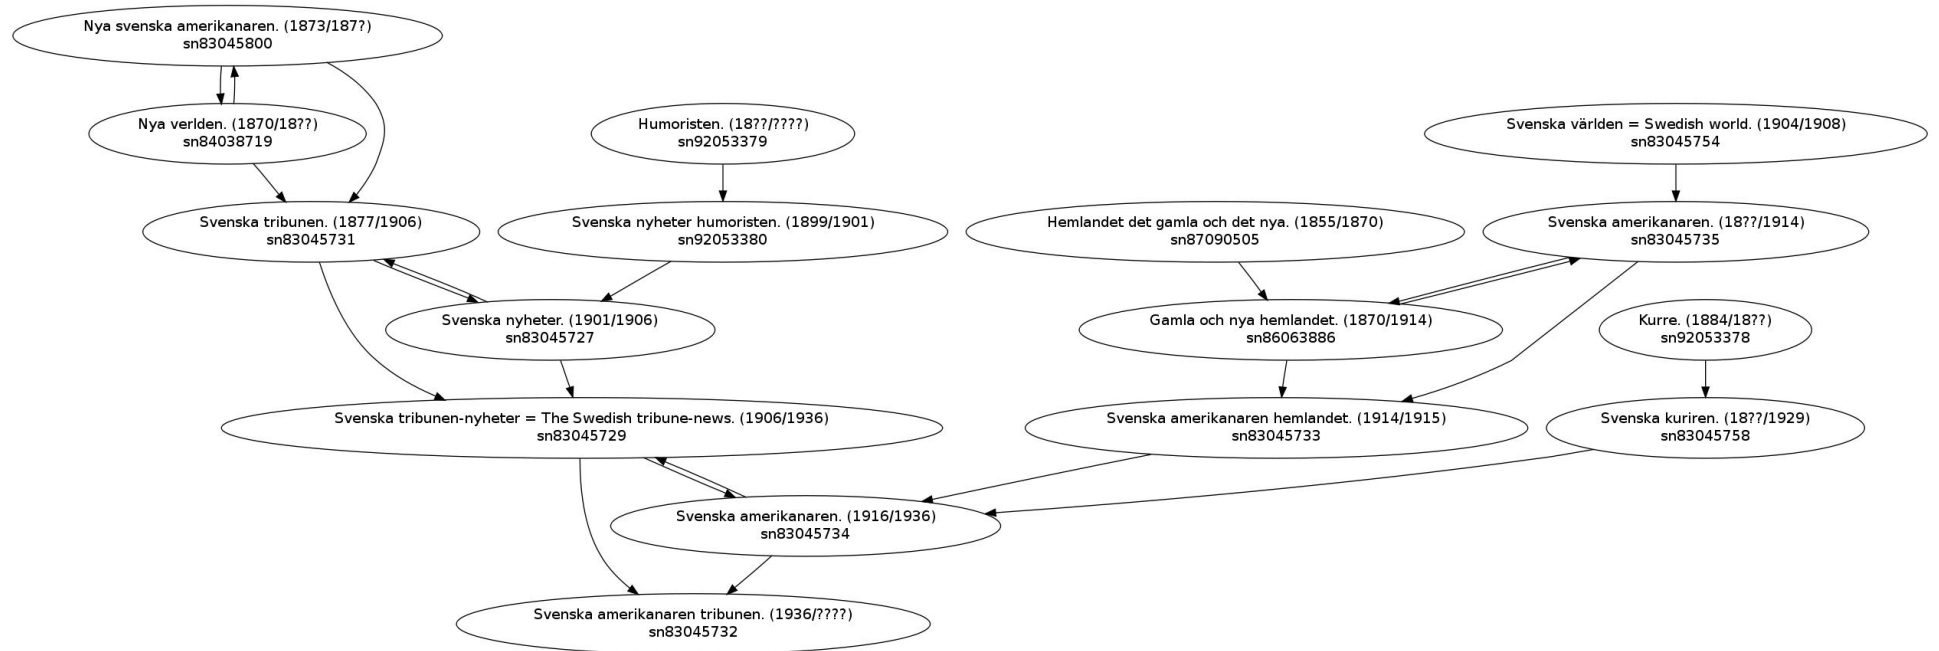 Nya svenska amerikanaren. (1873/187?)
sn83045800
Nya verlden. (1870/18??)
sn84038719
Humoristen. (18??/????)
sn92053379
Svenska världen = Swedish world. (1904/1908)
sn83045754
Svenska tribunen. (1877/1906)
sn83045731
Svenska nyheter humoristen. (1899/1901)
sn92053380
Hemlandet det gamla och det nya. (1855/1870)
sn87090505
Svenska amerikanaren. (18??/1914)
sn83045735
Svenska nyheter. (1901/1906)
sn83045727
Gamla och nya hemlandet. (1870/1914)
sn86063886
Kurre. (1884/18??)
sn92053378
Svenska tribunen-nyheter = The Swedish tribune-news. (1906/1936)
sn83045729
Svenska amerikanaren hemlandet. (1914/1915)
sn83045733
Svenska kuriren. (18??/1929)
sn83045758
Svenska amerikanaren. (1916/1936)
sn83045734
Svenska amerikanaren tribunen. (1936/????)
sn83045732